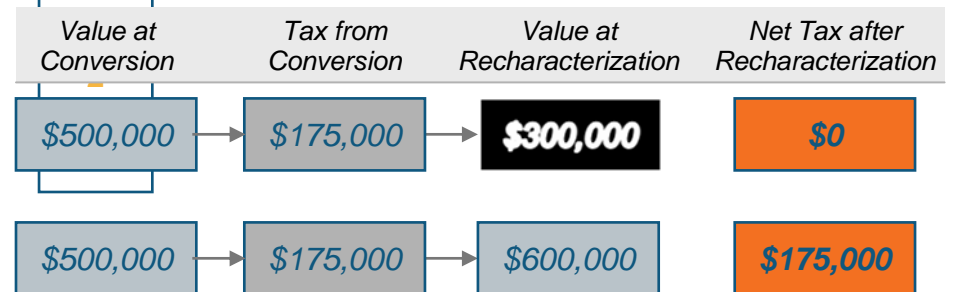 Value at Conversion Tax from Conversion Value at Recharacterization Net Tax after Recharacterization
$500,000 $175,000 $300,000 $0
$500,000 $175,000 $600,000 $175,000